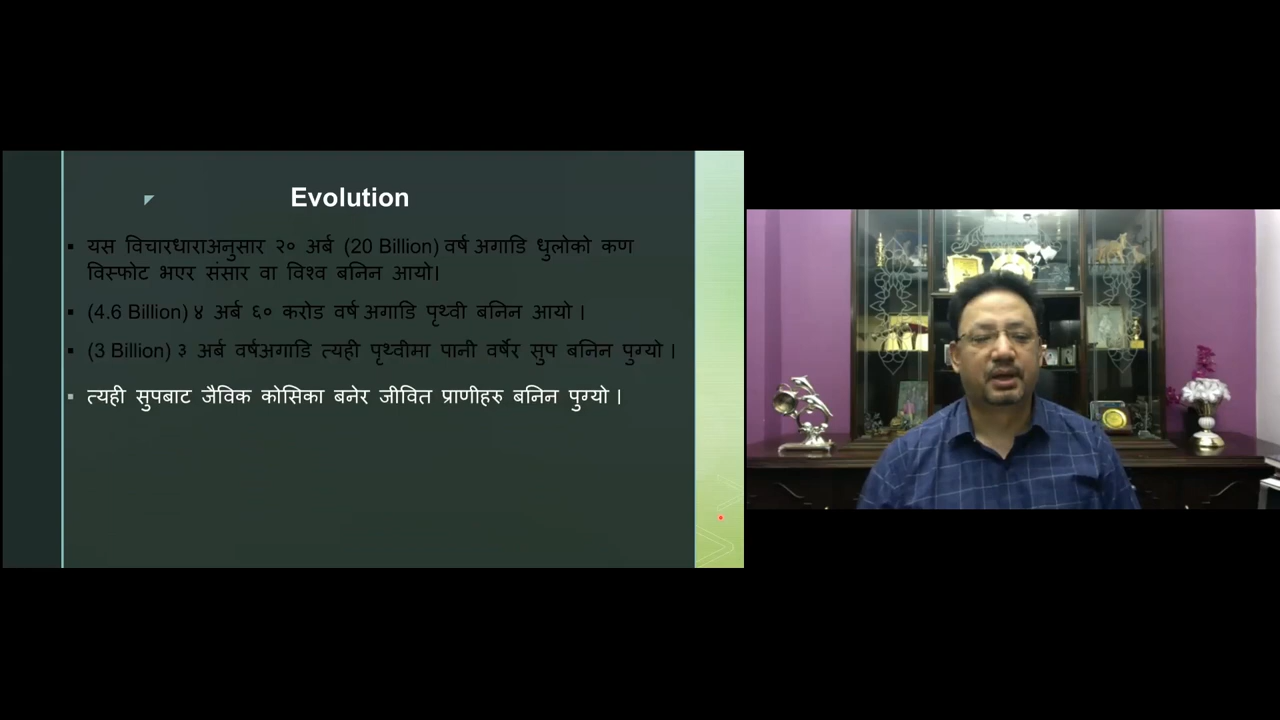 Evolution
यस विचारधाराअनुसार २० अर्ब (20 Billion) वर्ष अगाडि धुलोको कण
विस्फोट भएर संसार वा विश्व बनिन आयो।
(4.6 Billion) ४ अर्ब ६० करोड वर्ष अगाडि पृथ्वी बनिन आयो ।
(3 Billion) ३ अर्ब वर्षअगाडि त्यही पृथ्वीमा पानी वर्षेर सुप बनिन पुग्यो ।
त्यही सुपबाट जैविक कोसिका बनेर जीवित प्राणीहरु बनिन पुग्यो ।